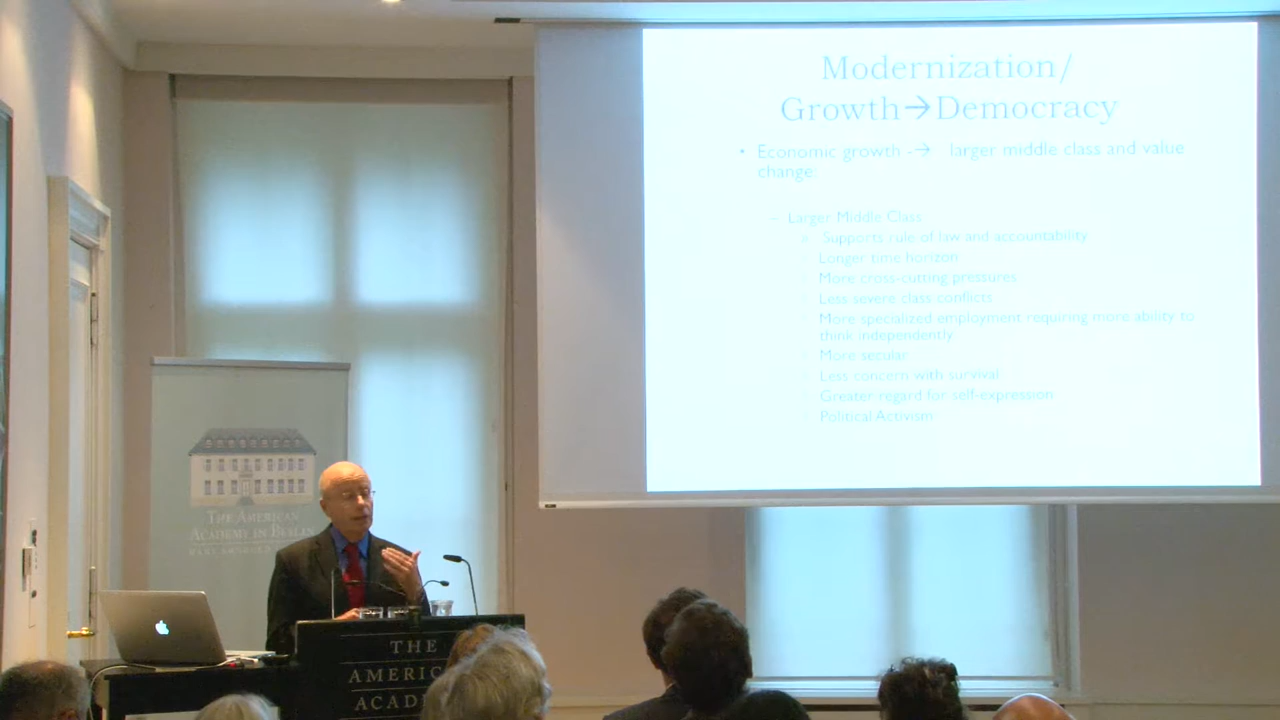 Modernization/
Growth→Democracy
• Economic growth -→ larger middle class and value
change:
– Larger Middle Class
Supports rule of law and accountability
Longer time horizon
More cross-cutting pressures
Less severe class conflicts
More specialized employment requiring more ability to
think independently
More secular
Less concern with survival
Greater regard for self-expression
Political Activism
THE AMERICAN
ACADEMY IN BERLIN
THE
AMERIC
ACAD